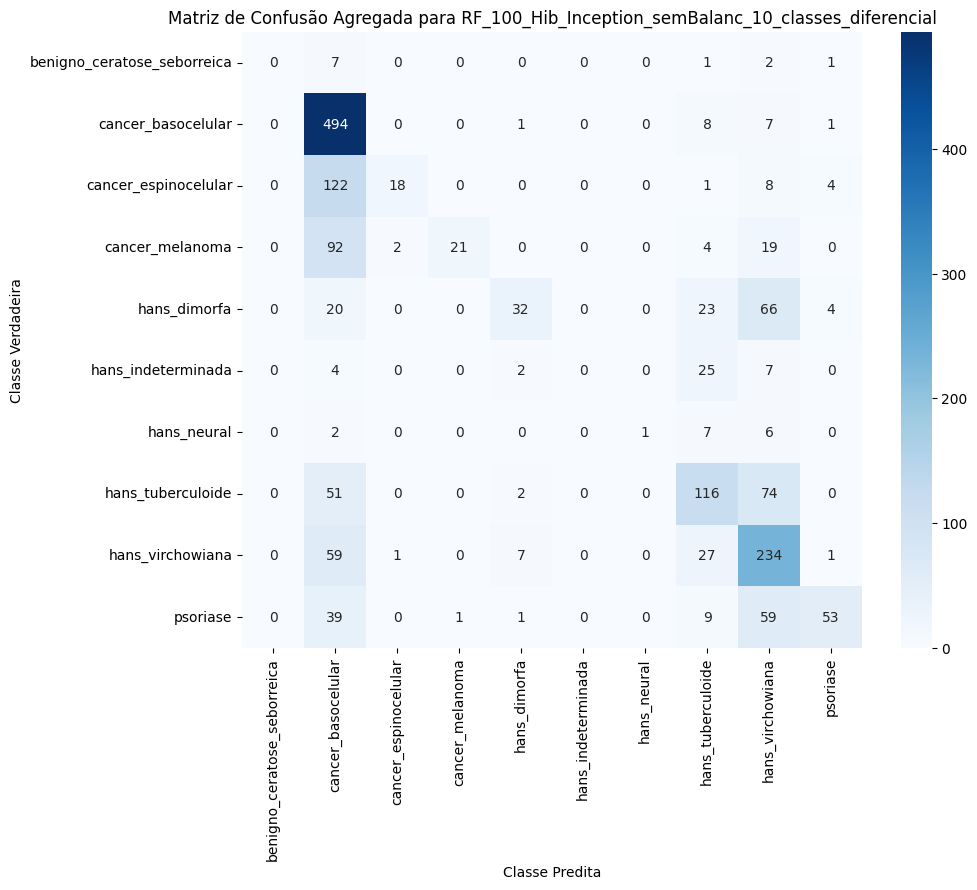 Matriz de Confusão Agregada para RF_100_Hib_Inception_semBalanc_10_classes_diferencial
benigno_ceratose_seborreica 0 7 0 0 0 0 0 1 2 1
cancer_basocelular 0 494 0 0 1 0 0 8 7 1
cancer_espinocelular 0 122 18 0 0 0 0 1 8 4
cancer_melanoma 0 92 2 21 0 0 0 4 19 0
hans_dimorfa 0 20 0 0 32 0 0 23 66 4
hans_indeterminada 0 4 0 0 2 0 0 25 7 0
hans_neural 0 2 0 0 0 0 1 7 6 0
hans_tuberculoide 0 51 0 0 2 0 0 116 74 0
hans_virchowiana 0 59 1 0 7 0 0 27 234 1
psoriase 0 39 0 1 1 0 0 9 59 53
Classe Verdadeira
benigno_ceratose_seborreica
cancer_basocelular
cancer_espinocelular
cancer_melanoma
hans_dimorfa
hans_indeterminada
hans_neural
hans_tuberculoide
hans_virchowiana
psoriase
Classe Predita
400
300
200
100
0